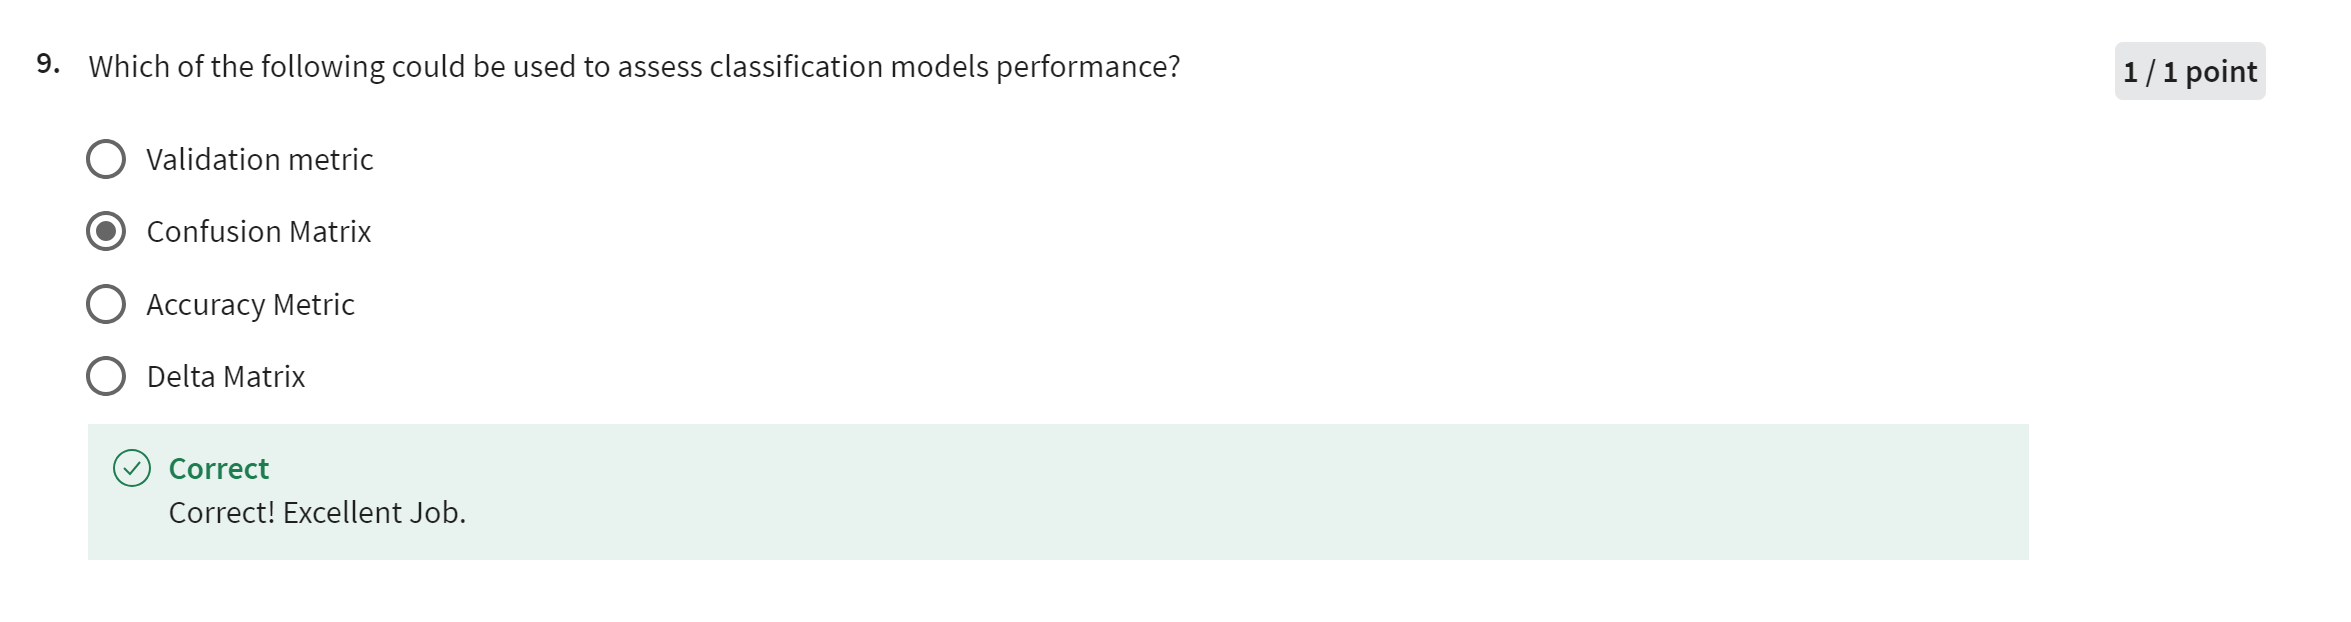 9. Which of the following could be used to assess classification models performance?
1 / 1 point
Validation metric
Confusion Matrix
Accuracy Metric
Delta Matrix
Correct
Correct! Excellent Job.